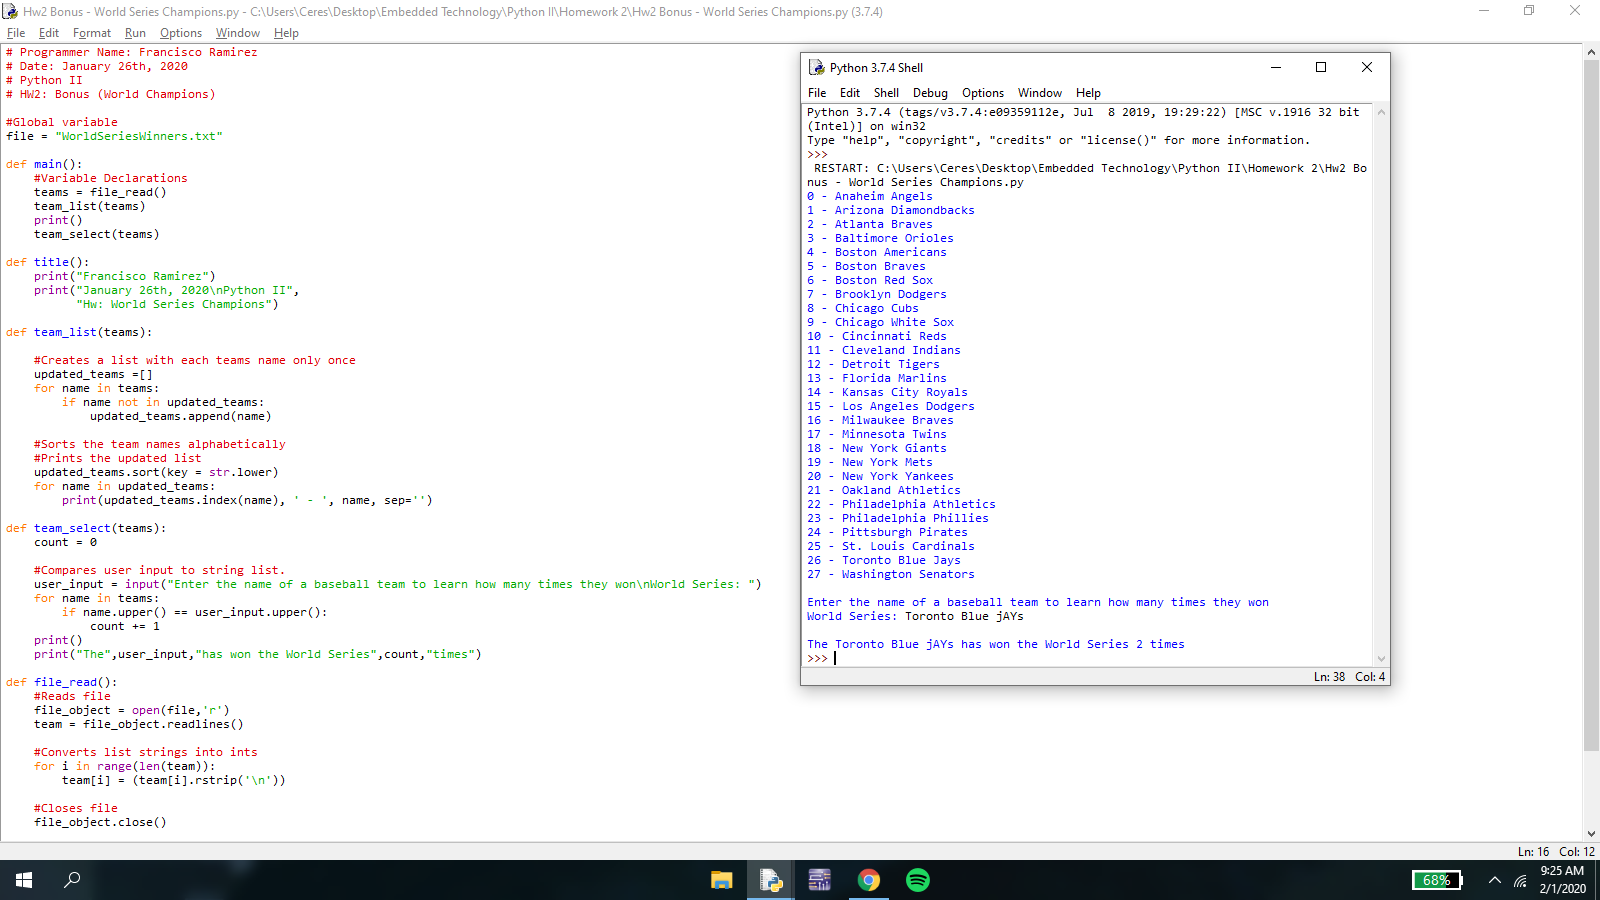 Hw2 Bonus - World Series Champions.py - C:\Users\Ceres\Desktop\Embedded Technology\Python II\Homework 2\Hw2 Bonus - World Series Champions.py (3.7.4)
File Edit Format Run Options Window Help
# Programmer Name: Francisco Ramirez
# Date: January 26th, 2020
# Python II
# HW2: Bonus (World Champions)

#Global variable
file = "WorldSeriesWinners.txt"

def main():
    #Variable Declarations
    teams = file_read()
    team_list(teams)
    print()
    team_select(teams)

def title():
    print("Francisco Ramirez")
    print("January 26th, 2020\nPython II",
          "Hw: World Series Champions")

def team_list(teams):

    #Creates a list with each teams name only once
    updated_teams =[]
    for name in teams:
        if name not in updated_teams:
            updated_teams.append(name)

    #Sorts the team names alphabetically
    #Prints the updated list
    updated_teams.sort(key = str.lower)
    for name in updated_teams:
        print(updated_teams.index(name), ' - ', name, sep='')

def team_select(teams):
    count = 0

    #Compares user input to string list.
    user_input = input("Enter the name of a baseball team to learn how many times they won\nWorld Series: ")
    for name in teams:
        if name.upper() == user_input.upper():
            count += 1
    print()
    print("The",user_input,"has won the World Series",count,"times")

def file_read():
    #Reads file
    file_object = open(file,'r')
    team = file_object.readlines()

    #Converts list strings into ints
    for i in range(len(team)):
        team[i] = (team[i].rstrip('\n'))

    #Closes file
    file_object.close()
Ln: 16 Col: 12
Python 3.7.4 Shell
File Edit Shell Debug Options Window Help
Python 3.7.4 (tags/v3.7.4:e09359112e, Jul  8 2019, 19:29:22) [MSC v.1916 32 bit
(Intel)] on win32
Type "help", "copyright", "credits" or "license()" for more information.
>>>
 RESTART: C:\Users\Ceres\Desktop\Embedded Technology\Python II\Homework 2\Hw2 Bo
nus - World Series Champions.py
0 - Anaheim Angels
1 - Arizona Diamondbacks
2 - Atlanta Braves
3 - Baltimore Orioles
4 - Boston Americans
5 - Boston Braves
6 - Boston Red Sox
7 - Brooklyn Dodgers
8 - Chicago Cubs
9 - Chicago White Sox
10 - Cincinnati Reds
11 - Cleveland Indians
12 - Detroit Tigers
13 - Florida Marlins
14 - Kansas City Royals
15 - Los Angeles Dodgers
16 - Milwaukee Braves
17 - Minnesota Twins
18 - New York Giants
19 - New York Mets
20 - New York Yankees
21 - Oakland Athletics
22 - Philadelphia Athletics
23 - Philadelphia Phillies
24 - Pittsburgh Pirates
25 - St. Louis Cardinals
26 - Toronto Blue Jays
27 - Washington Senators

Enter the name of a baseball team to learn how many times they won
World Series: Toronto Blue jAYs

The Toronto Blue jAYs has won the World Series 2 times
>>>
Ln: 38 Col: 4
68%
9:25 AM
2/1/2020